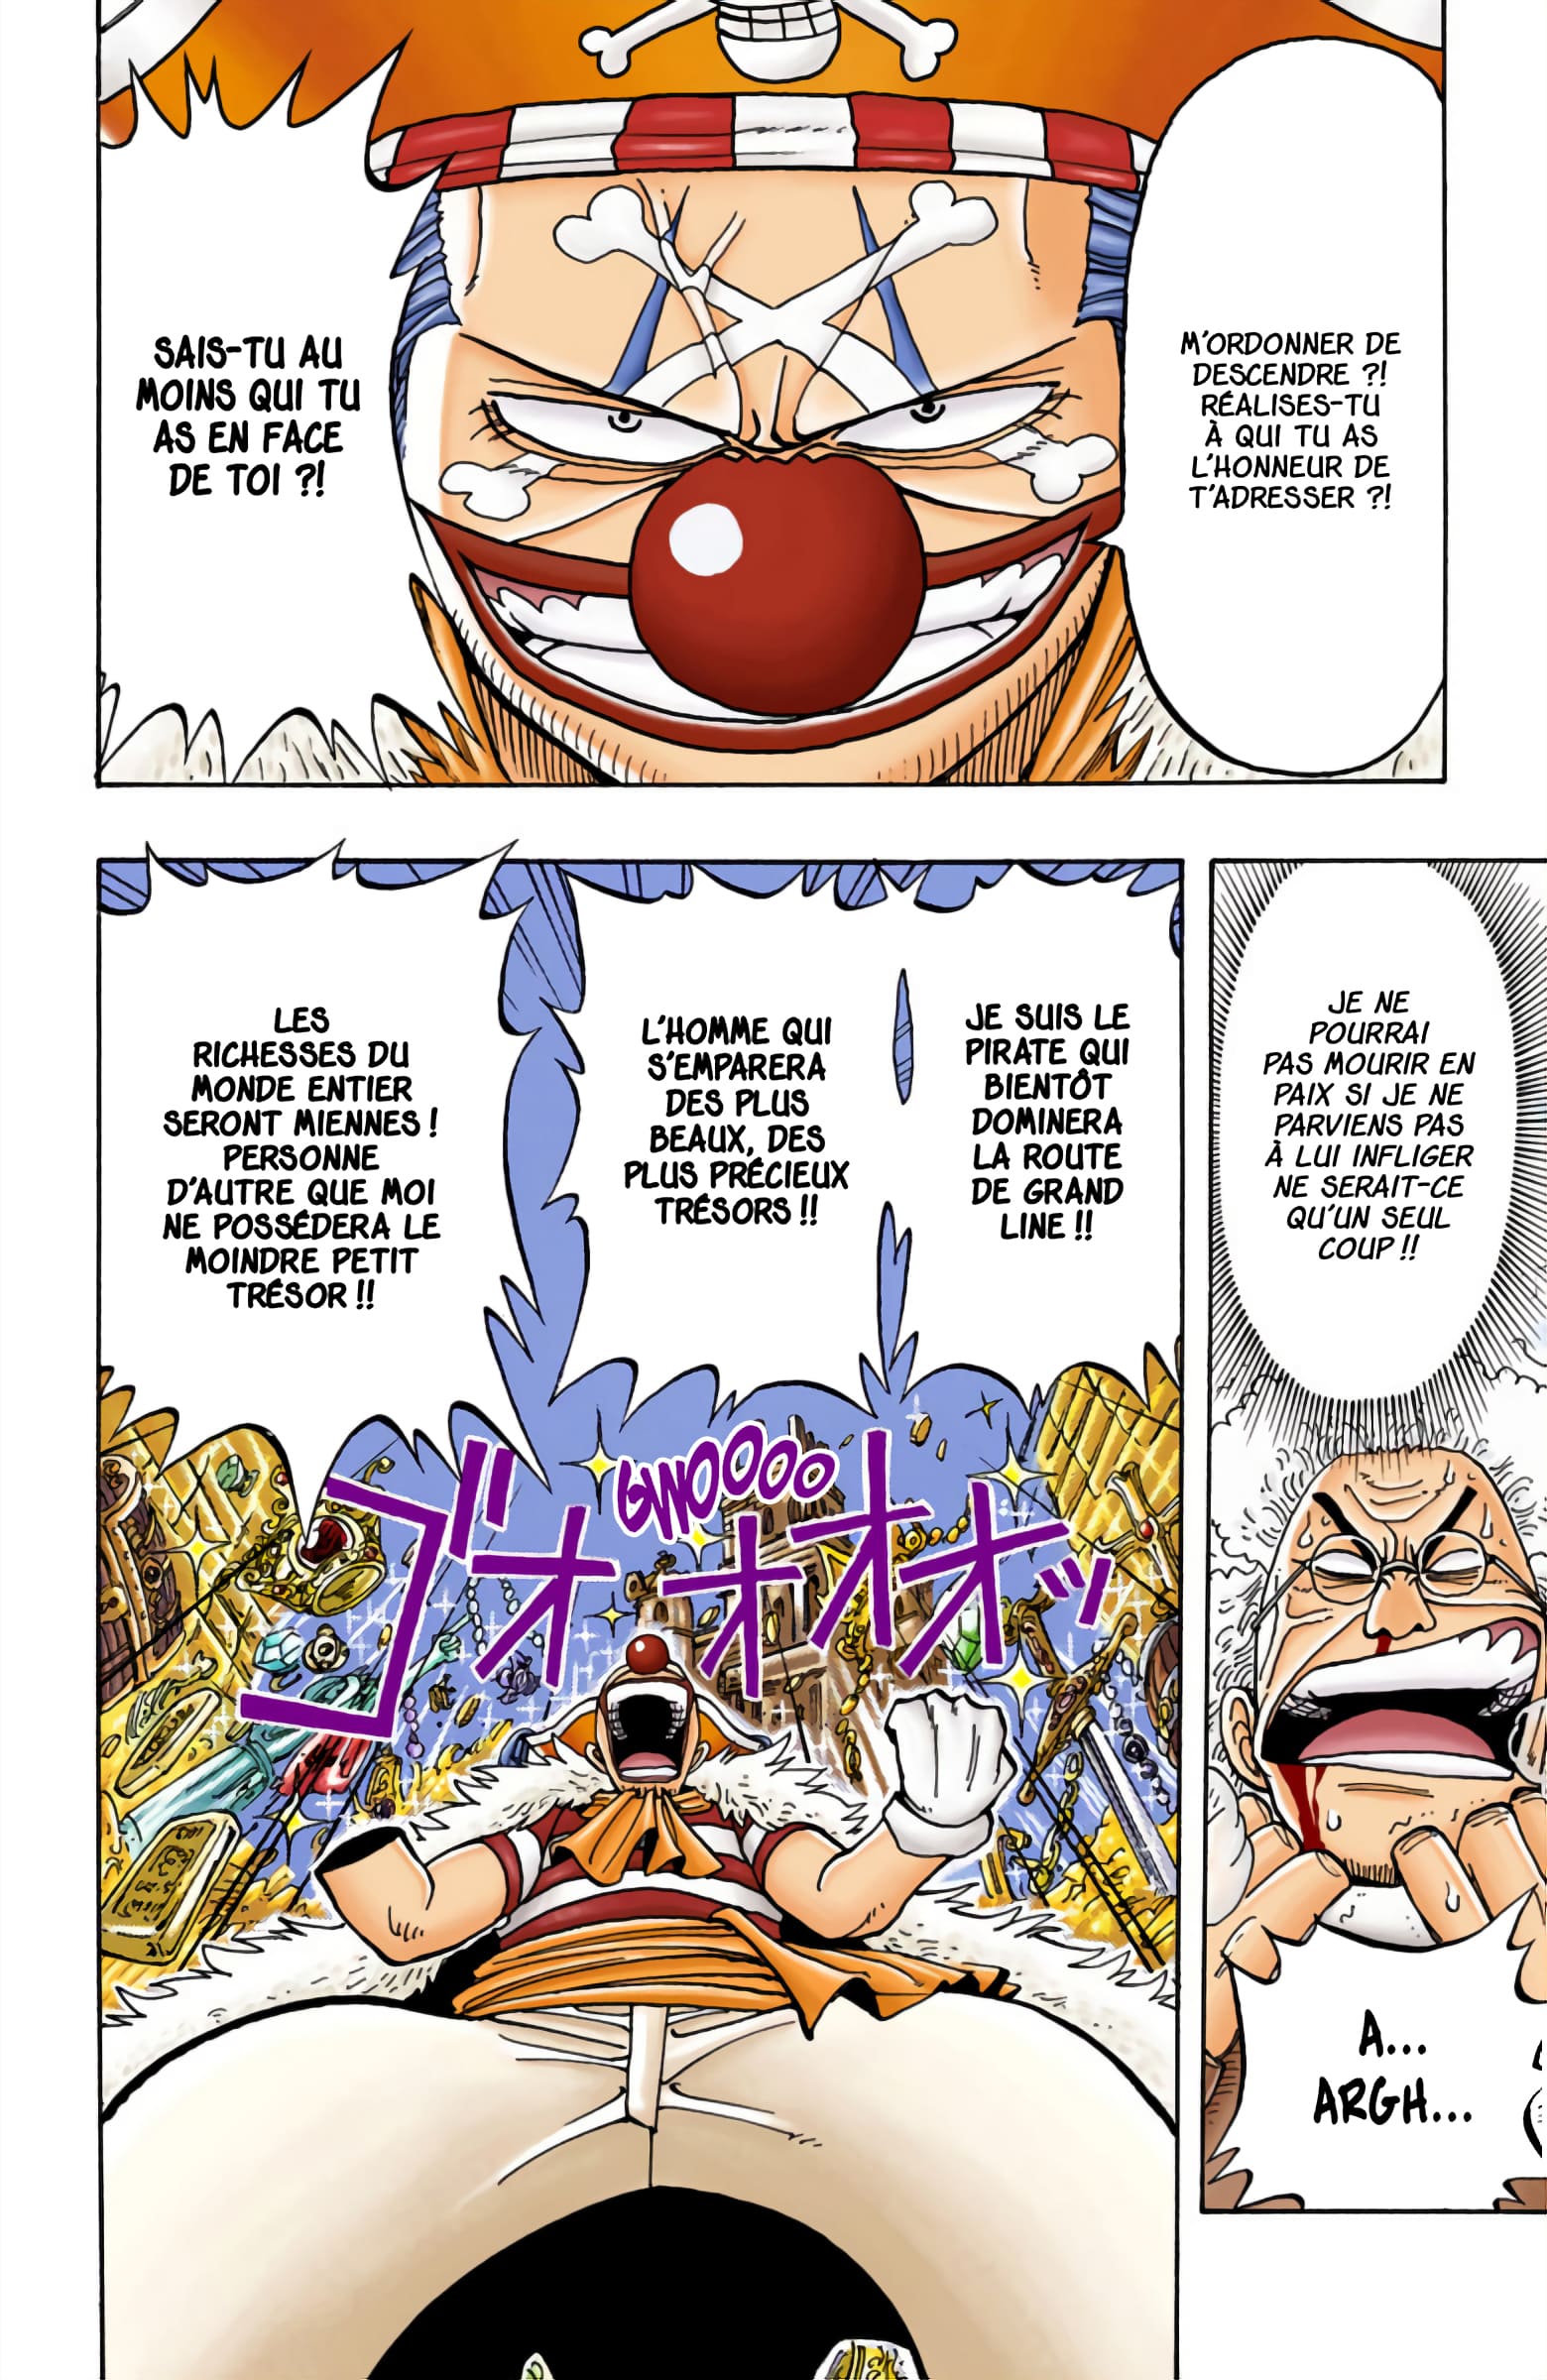 M'ORDONNER DE
DESCENDRE ?!
RÉALISES-TU
À QUI TU AS
L'HONNEUR DE
T'ADRESSER ?!
SAIS-TU AU
MOINS QUI TU
AS EN FACE
DE TOI ?!
JE NE
POURRAI
PAS MOURIR EN
PAIX SI JE NE
PARVIENS PAS
À LUI INFLIGER
NE SERAIT-CE
QU'UN SEUL
COUP !!
A...
ARGH...
JE SUIS LE
PIRATE QUI
BIENTÔT
DOMINERA
LA ROUTE
DE GRAND
LINE !!
L'HOMME QUI
S'EMPARERA
DES PLUS
BEAUX, DES
PLUS PRÉCIEUX
TRÉSORS !!
LES
RICHESSES DU
MONDE ENTIER
SERONT MIENNES !
PERSONNE
D'AUTRE QUE MOI
NE POSSÉDERA LE
MOINDRE PETIT
TRÉSOR !!
GWOOOOO
ゴオオオオッ